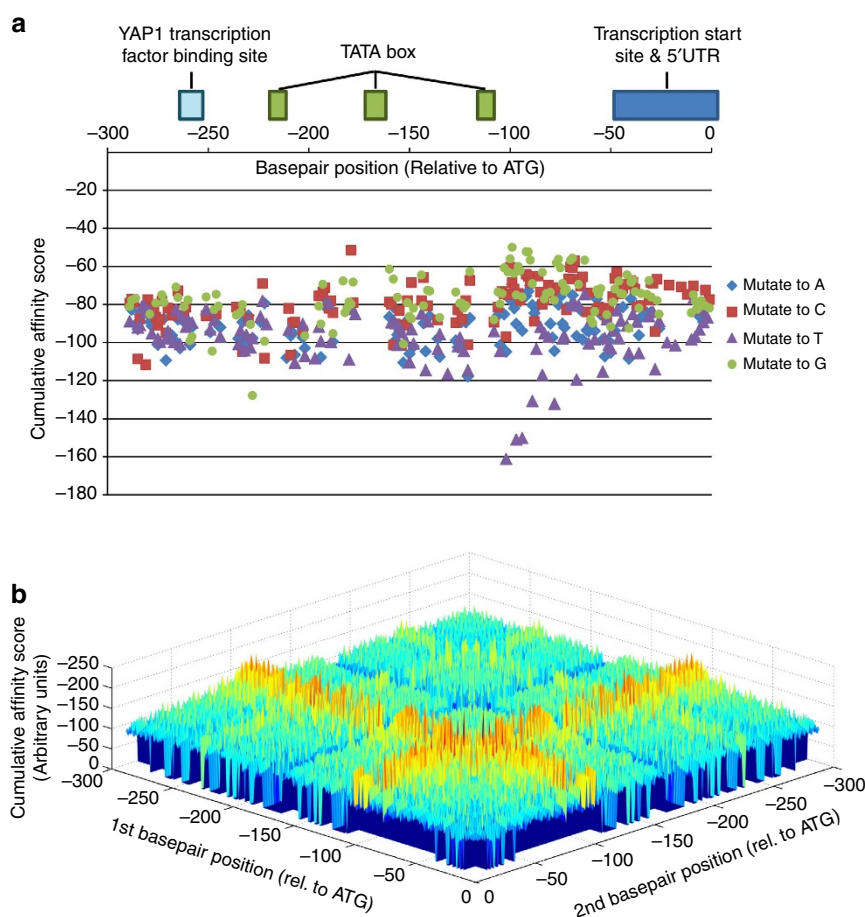 a
YAP1 transcription
factor binding site
TATA box
Transcription start
site & 5′UTR
−300 −250 −200 −150 −100 −50 0
Basepair position (Relative to ATG)
−20
−40
−60
−80
−100
−120
−140
−160
−180
Cumulative affinity score
Mutate to A
Mutate to C
Mutate to T
Mutate to G
b
Cumulative affinity score
(Arbitrary units)
−250
−200
−150
−100
−50
0
−300
−250
−200
−150
−100
−50
0
1st basepair position (rel. to ATG)
0
−50
−100
−150
−200
−250
−300
2nd basepair position (rel. to ATG)